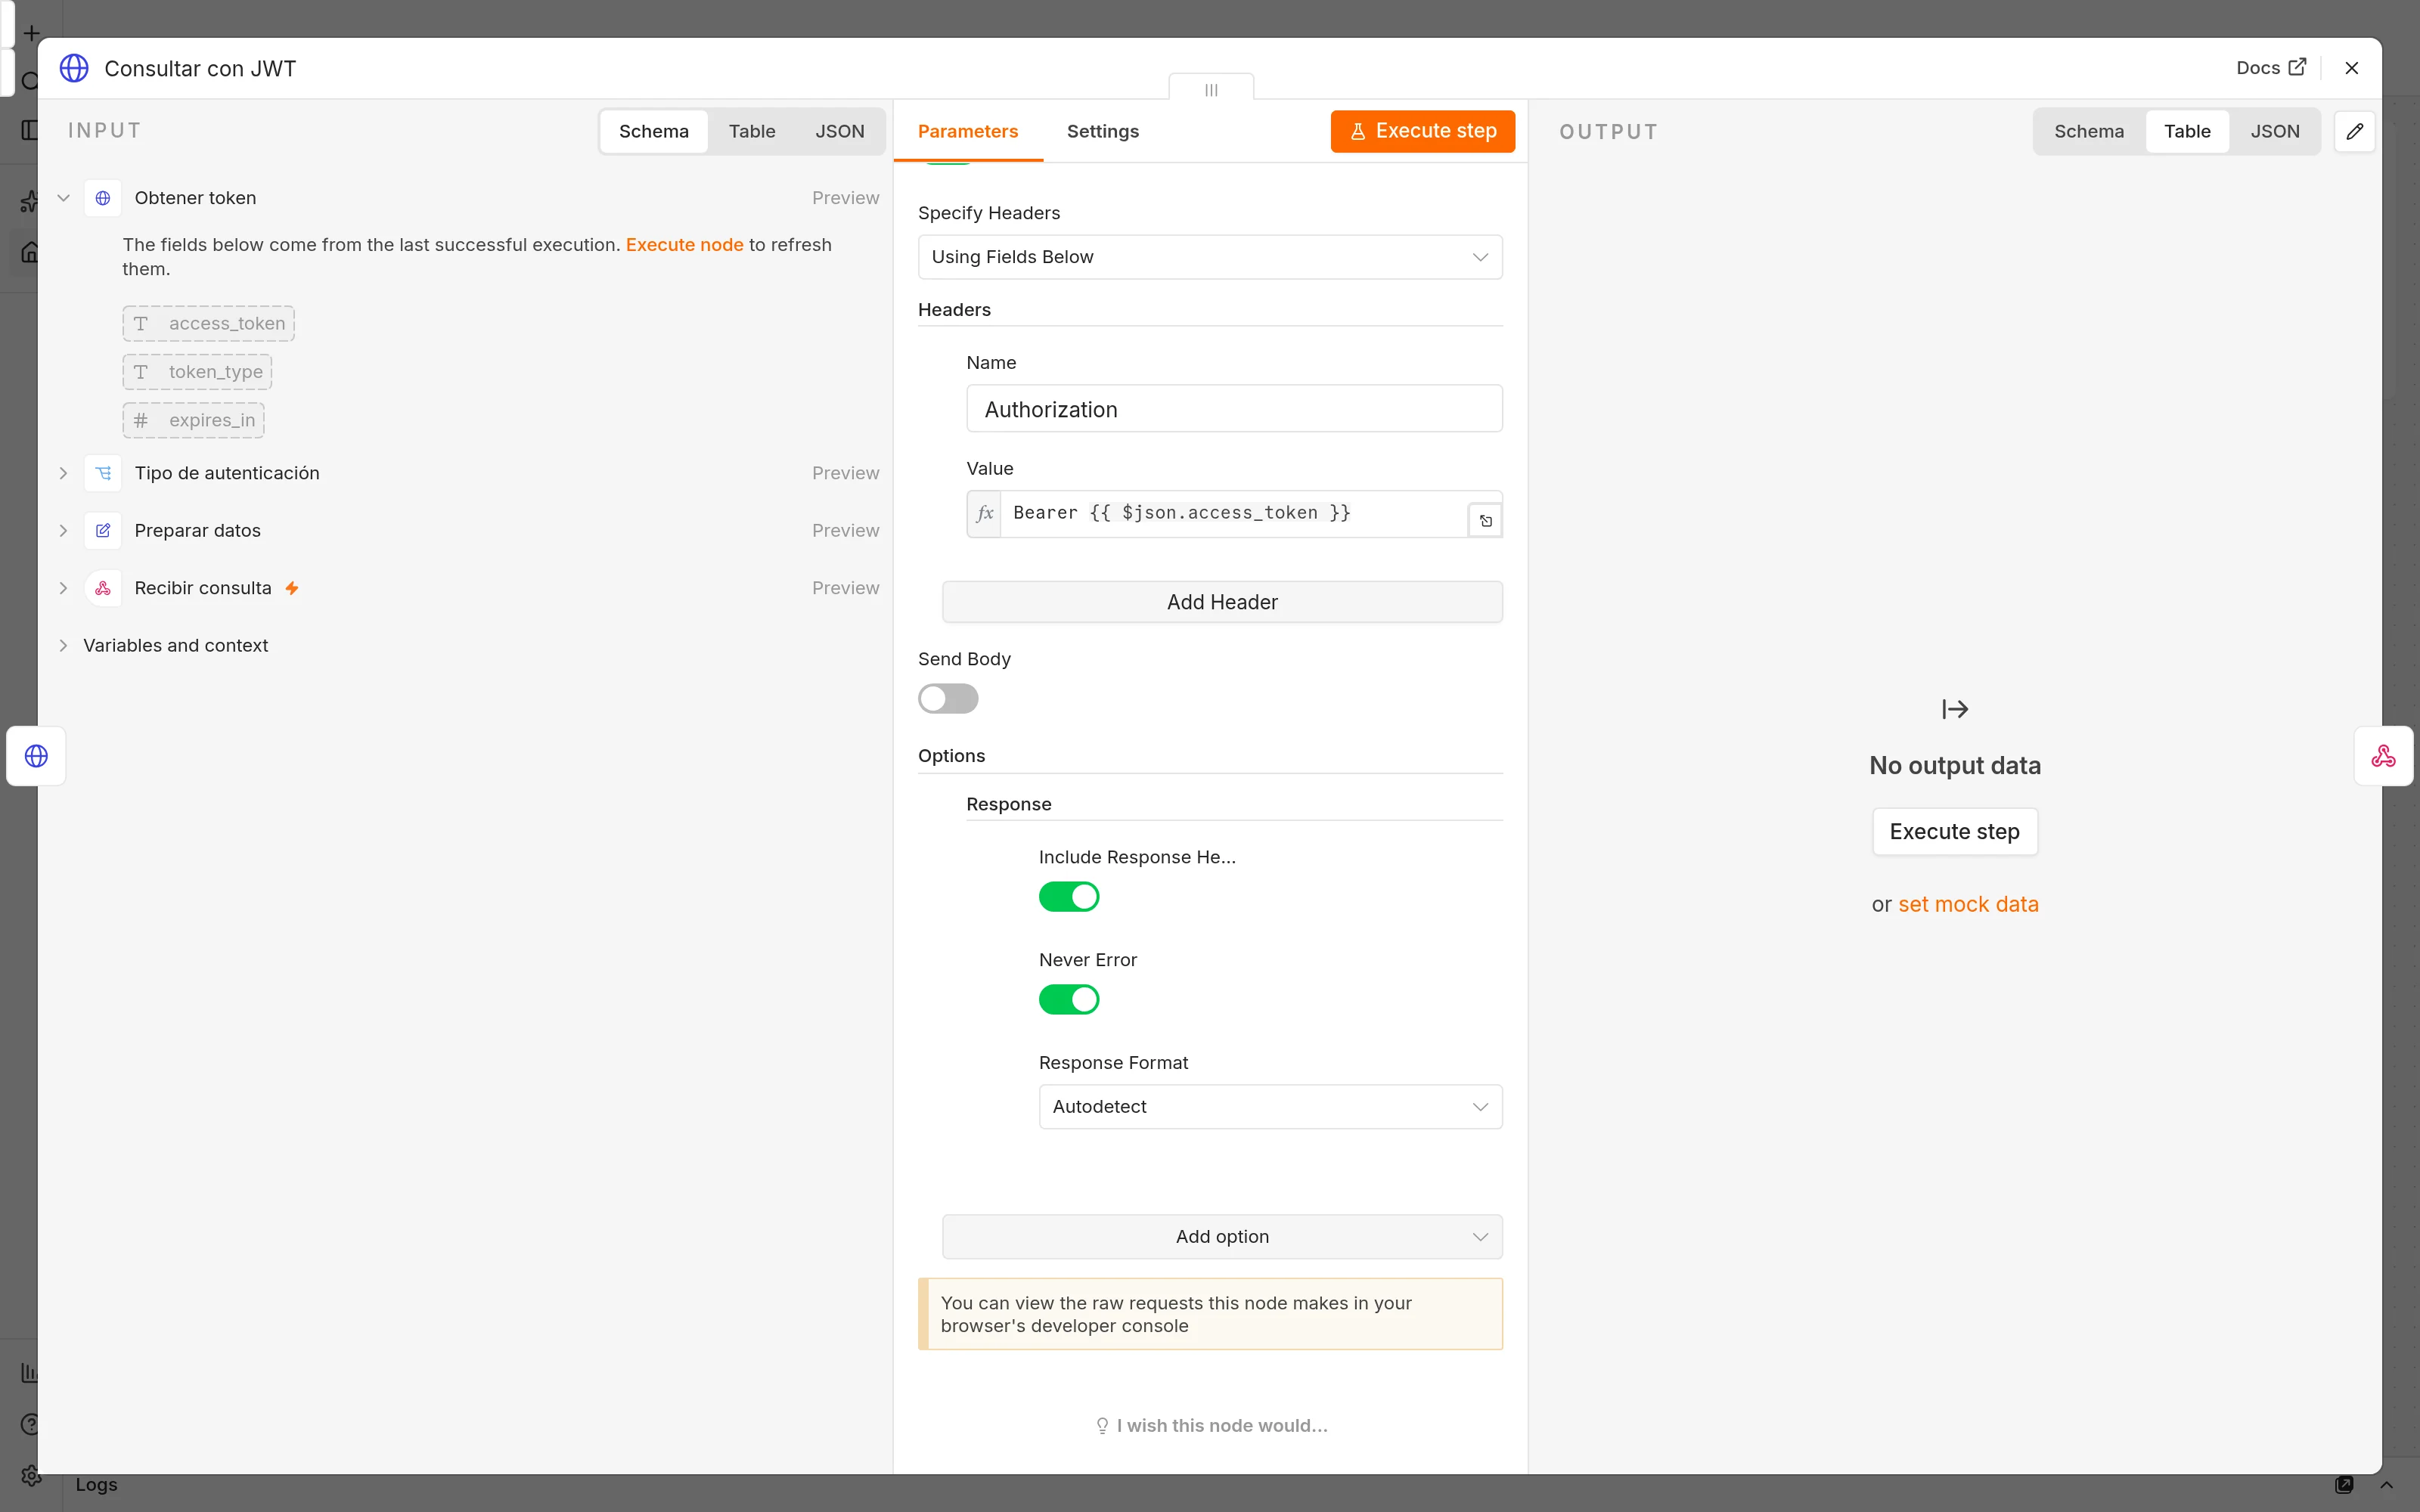 Consultar con JWT
Docs
INPUT
Schema
Table
JSON
Obtener token
Preview
The fields below come from the last successful execution. Execute node to refresh
them.
access_token
token_type
expires_in
Tipo de autenticación
Preview
Preparar datos
Preview
Recibir consulta
Preview
Variables and context
Parameters
Settings
Execute step
Specify Headers
Using Fields Below
Headers
Name
Authorization
Value
fx Bearer {{ $json.access_token }}
Add Header
Send Body
Options
Response
Include Response He...
Never Error
Response Format
Autodetect
Add option
You can view the raw requests this node makes in your
browser's developer console
I wish this node would...
OUTPUT
Schema
Table
JSON
No output data
Execute step
or set mock data
Logs